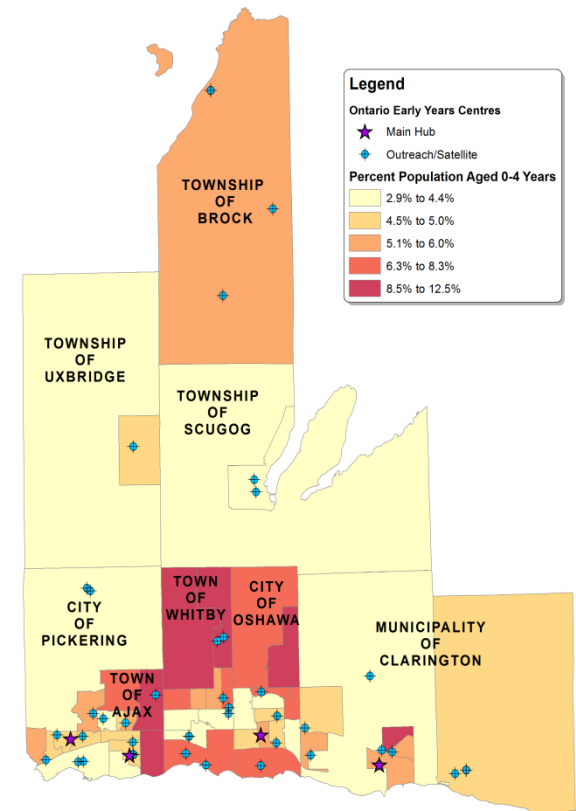 Legend
Ontario Early Years Centres
Main Hub
Outreach/Satellite
Percent Population Aged 0-4 Years
2.9% to 4.4%
4.5% to 5.0%
5.1% to 6.0%
6.3% to 8.3%
8.5% to 12.5%
TOWNSHIP
OF
BROCK
TOWNSHIP
OF
UXBRIDGE
TOWNSHIP
OF
SCUGOG
CITY
OF
PICKERING
TOWN
OF
WHITBY
CITY
OF
OSHAWA
MUNICIPALITY
OF
CLARINGTON
TOWN
OF
AJAX